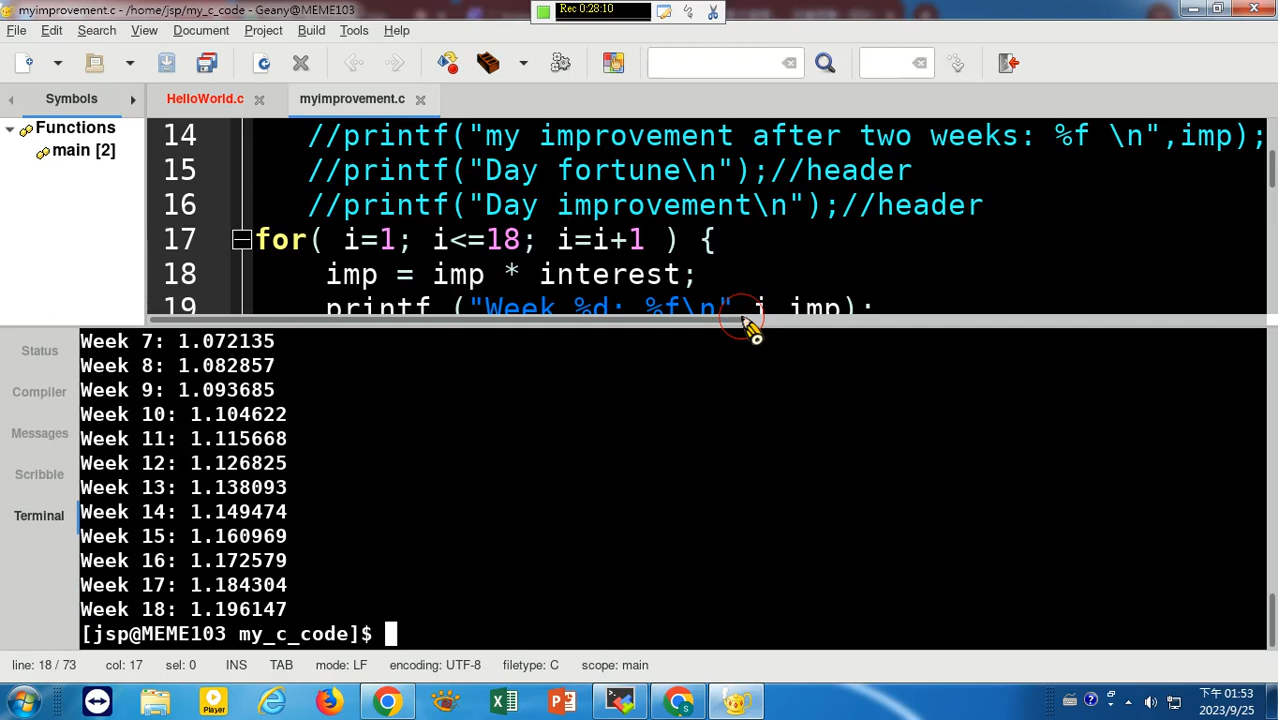 myimprovement.c - /home/jsp/my_c_code - Geany@MEME103
Rec 0:28:10
File Edit Search View Document Project Build Tools Help
Symbols HelloWorld.c myimprovement.c
Functions
main [2]
14 //printf("my improvement after two weeks: %f \n",imp);
15 //printf("Day fortune\n");//header
16 //printf("Day improvement\n");//header
17 for( i=1; i<=18; i=i+1 ) {
18 imp = imp * interest;
19 printf ("Week %d: %f\n" i imp);
Status
Compiler
Messages
Scribble
Terminal
Week 7: 1.072135
Week 8: 1.082857
Week 9: 1.093685
Week 10: 1.104622
Week 11: 1.115668
Week 12: 1.126825
Week 13: 1.138093
Week 14: 1.149474
Week 15: 1.160969
Week 16: 1.172579
Week 17: 1.184304
Week 18: 1.196147
[jsp@MEME103 my_c_code]$
line: 18 / 73 col: 17 sel: 0 INS TAB mode: LF encoding: UTF-8 filetype: C scope: main
Player
下午 01:53
2023/9/25